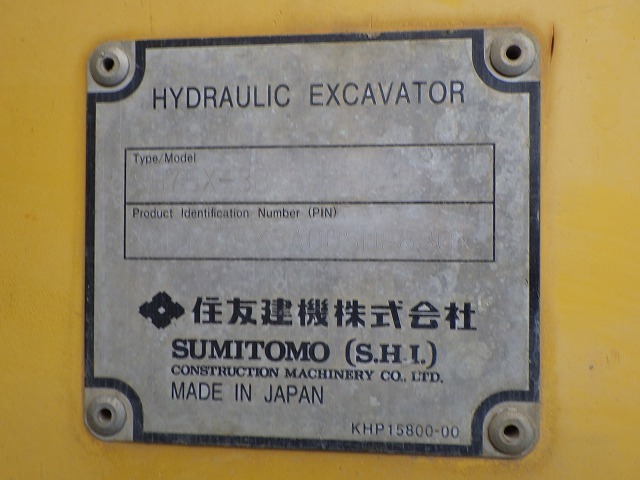 HYDRAULIC EXCAVATOR
Type/Model
Product Identification Number (PIN)
住友建機株式会社
SUMITOMO (S.H.I.)
CONSTRUCTION MACHINERY CO., LTD.
MADE IN JAPAN
KHP15800-00